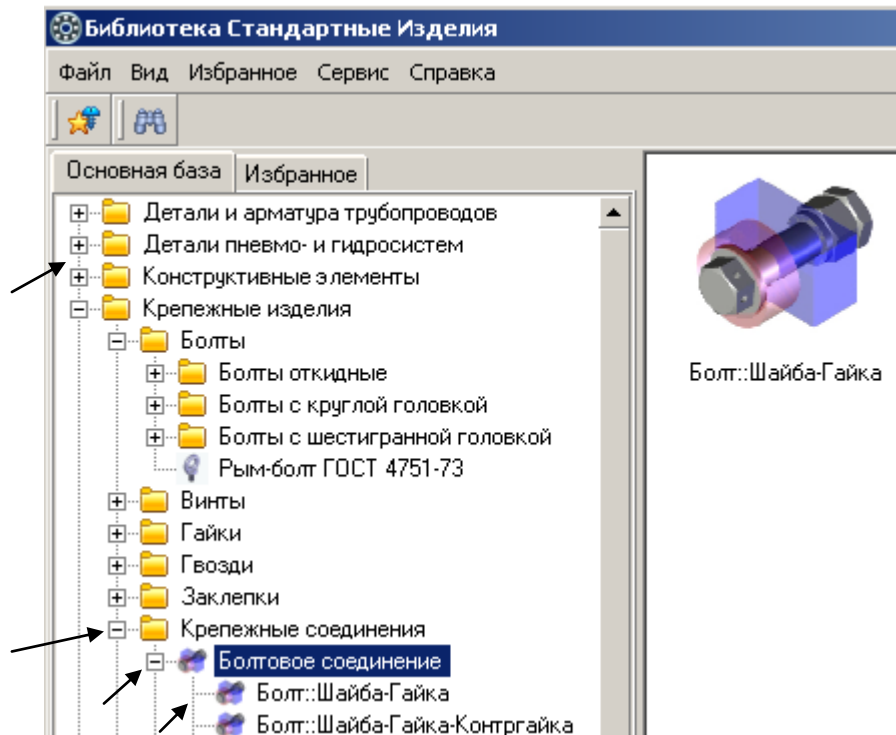 Библиотека Стандартные Изделия
Файл Вид Избранное Сервис Справка
Основная база Избранное
Детали и арматура трубопроводов
Детали пневмо- и гидросистем
Конструктивные элементы
Крепежные изделия
Болты
Болты откидные
Болты с круглой головкой
Болты с шестигранной головкой
Рым-болт ГОСТ 4751-73
Винты
Гайки
Гвозди
Заклепки
Крепежные соединения
Болтовое соединение
Болт::Шайба-Гайка
Болт::Шайба-Гайка-Контргайка
Болт::Шайба-Гайка